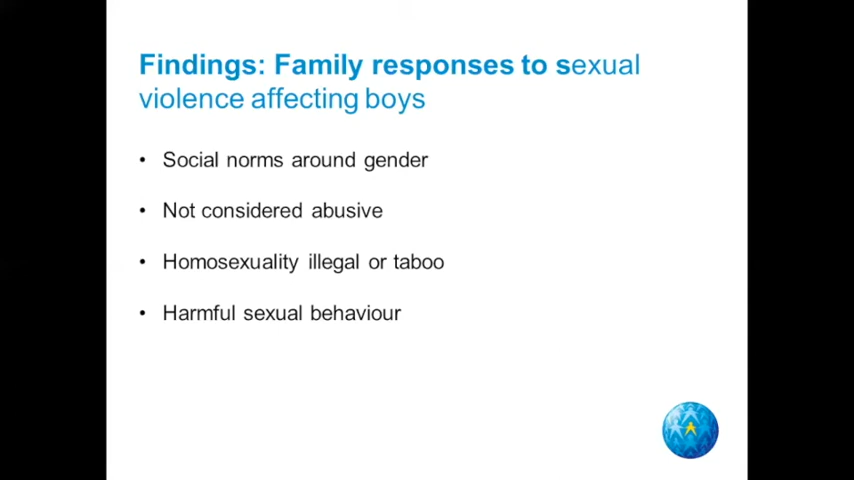 Findings: Family responses to sexual
violence affecting boys
• Social norms around gender
• Not considered abusive
• Homosexuality illegal or taboo
• Harmful sexual behaviour